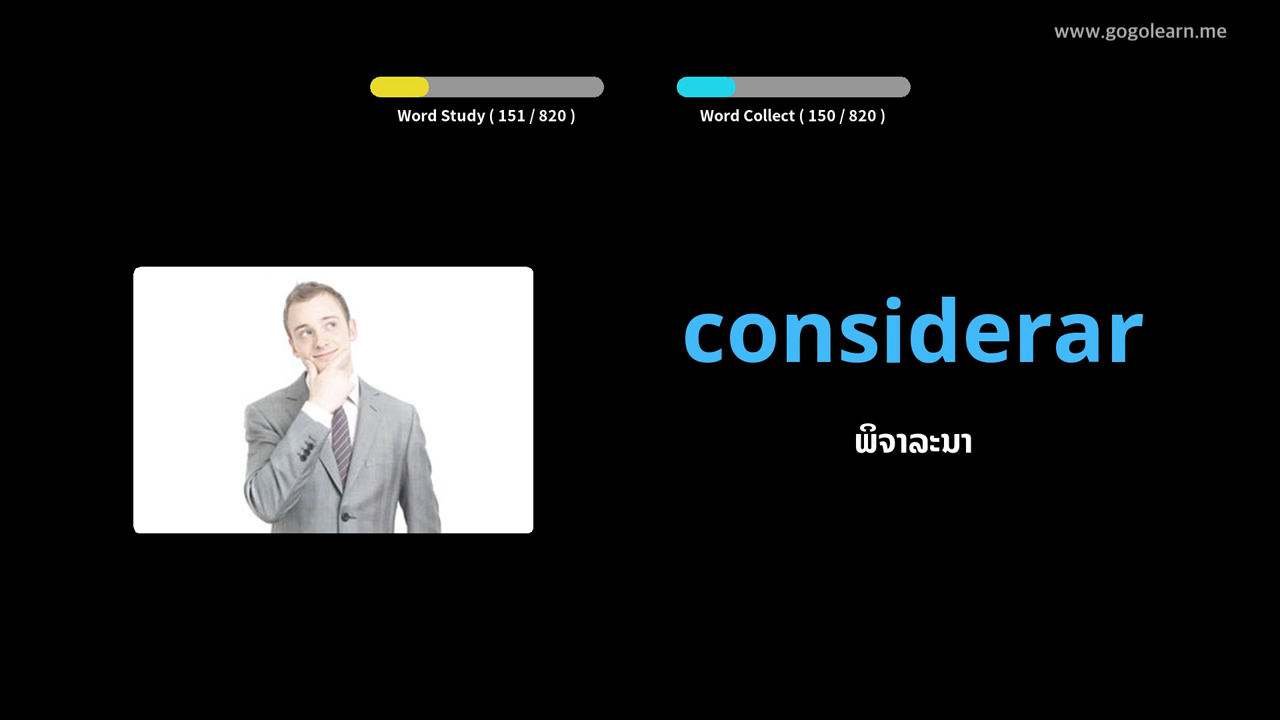 www.gogolearn.me
Word Study ( 151 / 820 )
Word Collect ( 150 / 820 )
considerar
ພິຈາລະນາ